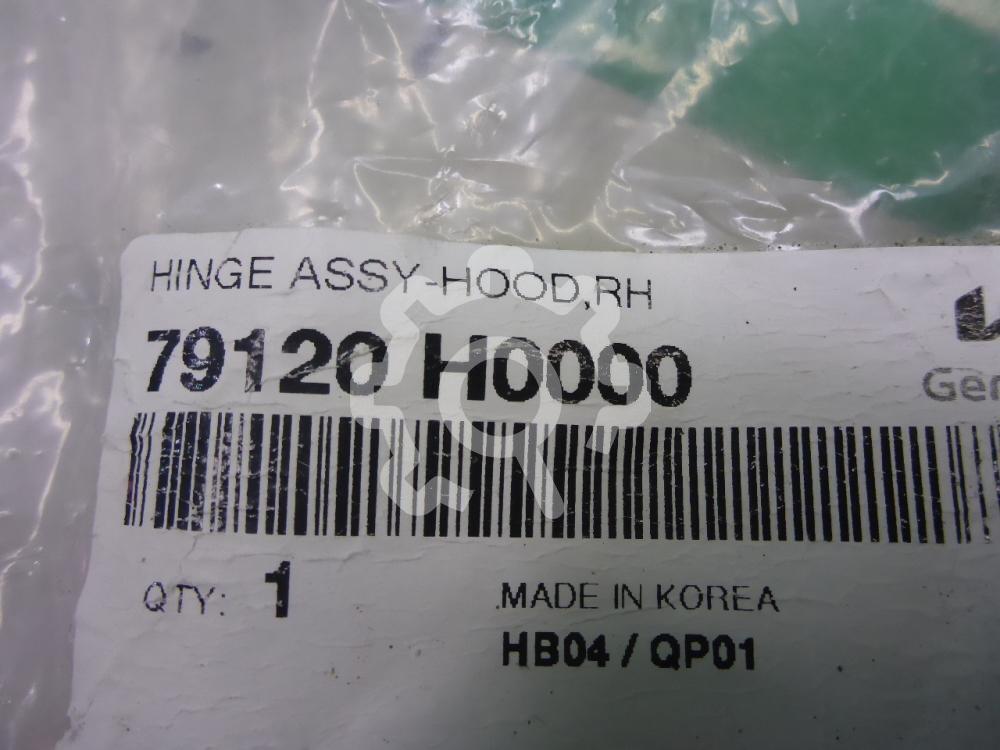 HINGE ASSY-HOOD,RH
79120 H0000
QTY: 1
MADE IN KOREA
HB04 / QP01